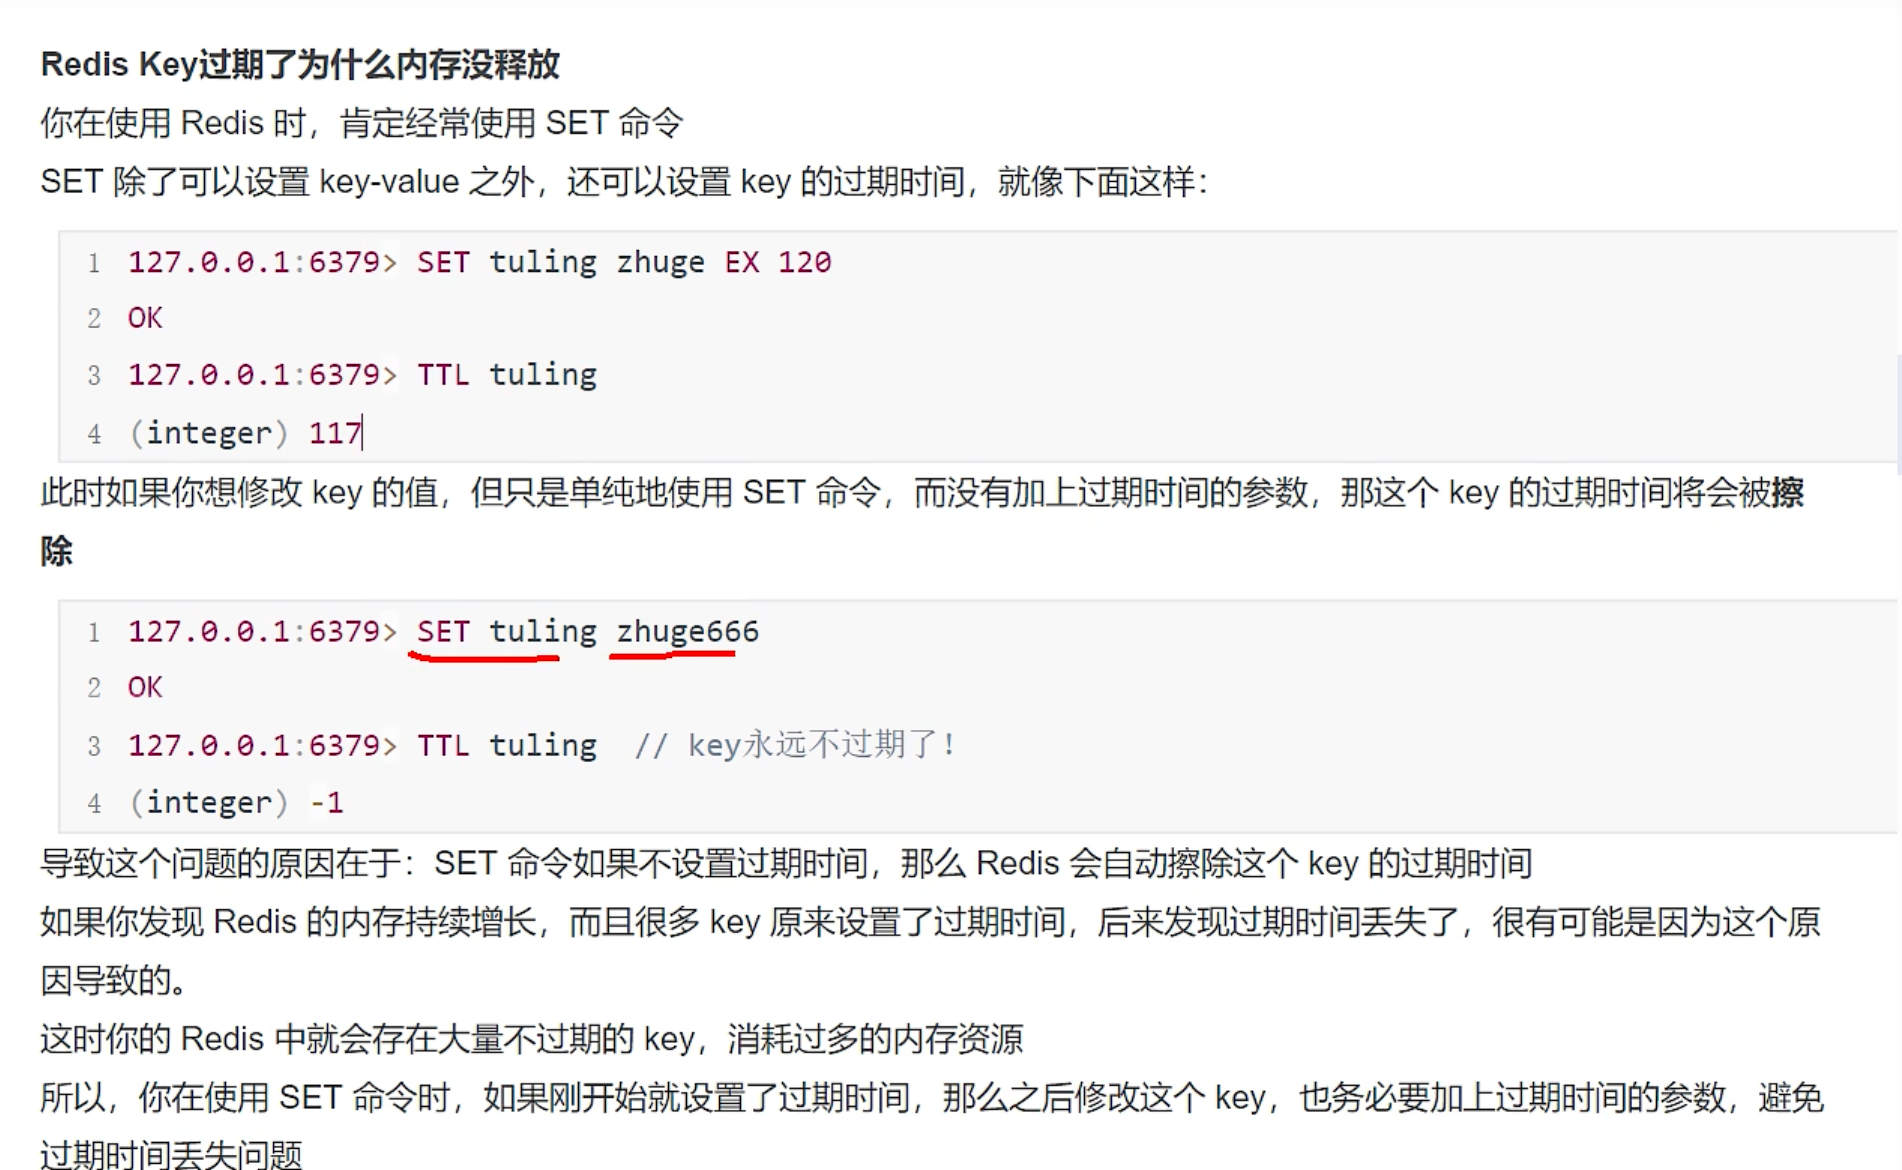 Redis Key过期了为什么内存没释放
你在使用 Redis 时，肯定经常使用 SET 命令
SET 除了可以设置 key-value 之外，还可以设置 key 的过期时间，就像下面这样：
1 127.0.0.1:6379> SET tuling zhuge EX 120
2 OK
3 127.0.0.1:6379> TTL tuling
4 (integer) 117
此时如果你想修改 key 的值，但只是单纯地使用 SET 命令，而没有加上过期时间的参数，那这个 key 的过期时间将会被擦
除
1 127.0.0.1:6379> SET tuling zhuge666
2 OK
3 127.0.0.1:6379> TTL tuling // key永远不过期了！
4 (integer) -1
导致这个问题的原因在于：SET 命令如果不设置过期时间，那么 Redis 会自动擦除这个 key 的过期时间
如果你发现 Redis 的内存持续增长，而且很多 key 原来设置了过期时间，后来发现过期时间丢失了，很有可能是因为这个原
因导致的。
这时你的 Redis 中就会存在大量不过期的 key，消耗过多的内存资源
所以，你在使用 SET 命令时，如果刚开始就设置了过期时间，那么之后修改这个 key，也务必要加上过期时间的参数，避免
过期时间丢失问题